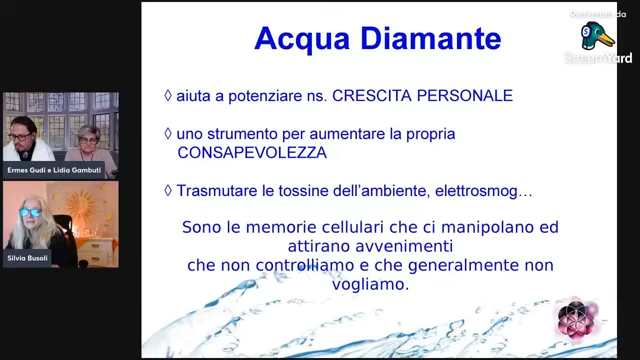 Acqua Diamante
◊ aiuta a potenziare ns. CRESCITA PERSONALE
◊ uno strumento per aumentare la propria
CONSAPEVOLEZZA
◊ Trasmutare le tossine dell'ambiente, elettrosmog…
Sono le memorie cellulari che ci manipolano ed
attirano avvenimenti
che non controlliamo e che generalmente non
vogliamo.
Ermes Gudi e Lidia Gambuti
Silvia Busoli
StreamYard